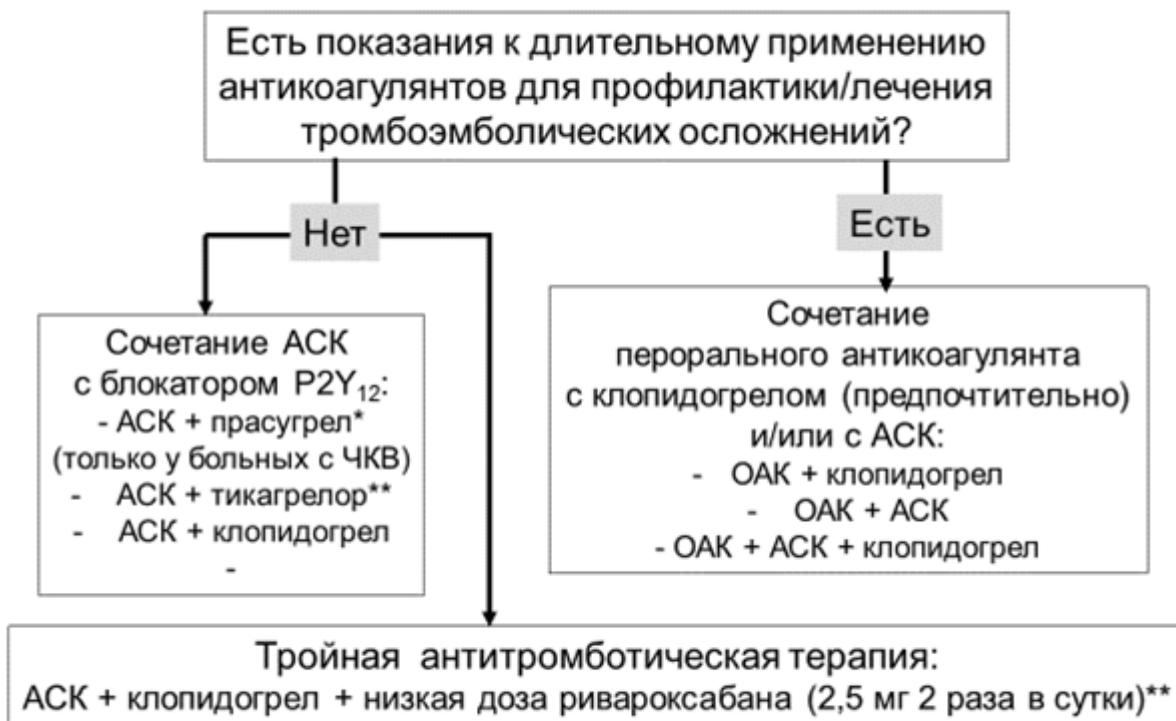 Есть показания к длительному применению
антикоагулянтов для профилактики/лечения
тромбоэмболических осложнений?
Нет
Есть
Сочетание АСК
с блокатором P2Y₁₂:
- АСК + прасугрел*
(только у больных с ЧКВ)
- АСК + тикагрелор**
- АСК + клопидогрел
-
Сочетание
перорального антикоагулянта
с клопидогрелом (предпочтительно)
и/или с АСК:
- ОАК + клопидогрел
- ОАК + АСК
- ОАК + АСК + клопидогрел
Тройная антитромботическая терапия:
АСК + клопидогрел + низкая доза ривароксабана (2,5 мг 2 раза в сутки)**